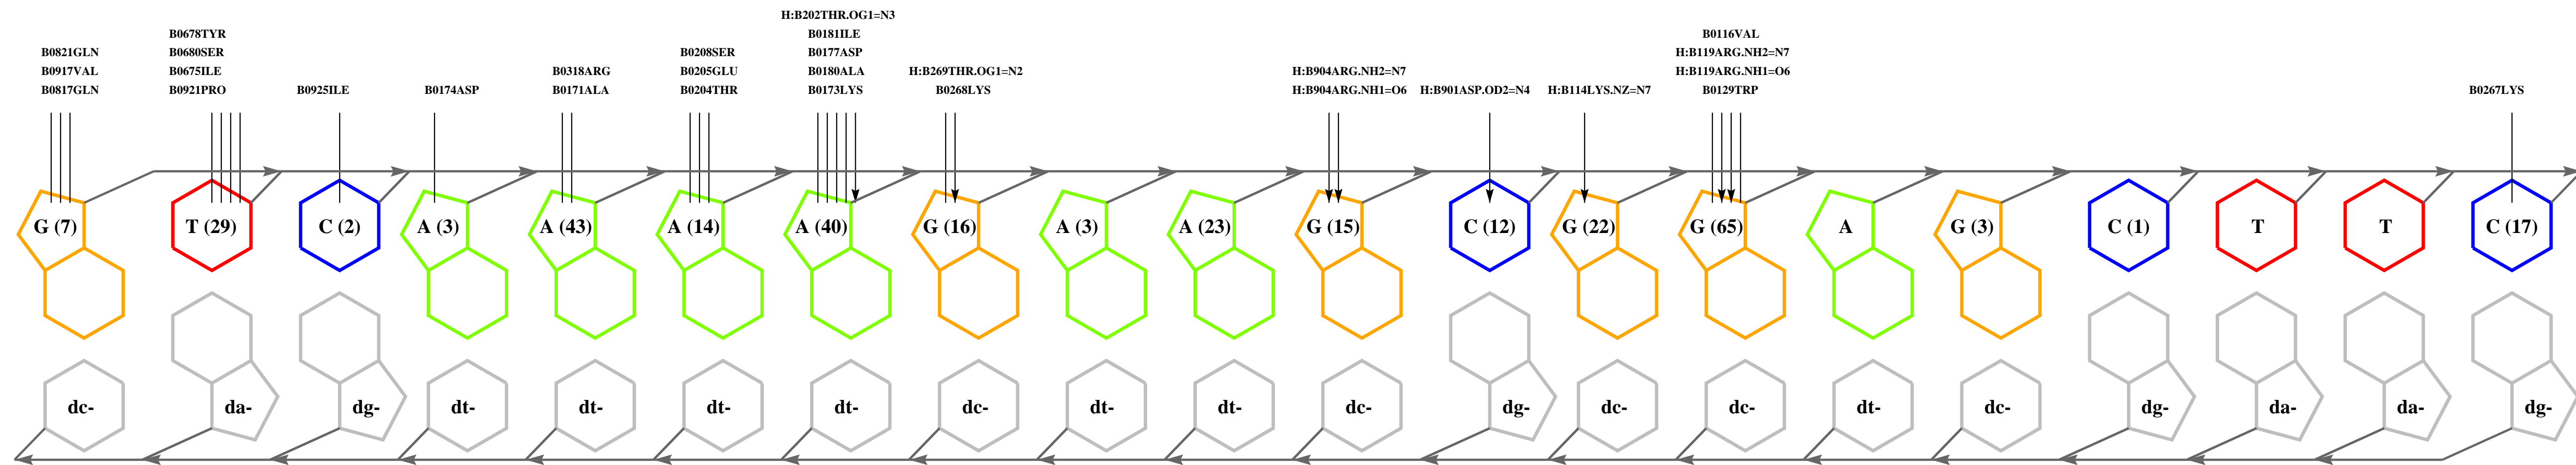 H:B202THR.OG1=N3
B0678TYR B0181ILE B0116VAL
B0821GLN B0680SER B0208SER B0177ASP H:B119ARG.NH2=N7
B0917VAL B0675ILE B0318ARG B0205GLU B0180ALA H:B269THR.OG1=N2 H:B904ARG.NH2=N7 H:B119ARG.NH1=O6
B0817GLN B0921PRO B0925ILE B0174ASP B0171ALA B0204THR B0173LYS B0268LYS H:B904ARG.NH1=O6 H:B901ASP.OD2=N4 H:B114LYS.NZ=N7 B0129TRP B0267LYS
G (7) T (29) C (2) A (3) A (43) A (14) A (40) G (16) A (3) A (23) G (15) C (12) G (22) G (65) A G (3) C (1) T T C (17)
dc- da- dg- dt- dt- dt- dt- dc- dt- dt- dc- dg- dc- dc- dt- dc- dg- da- da- dg-